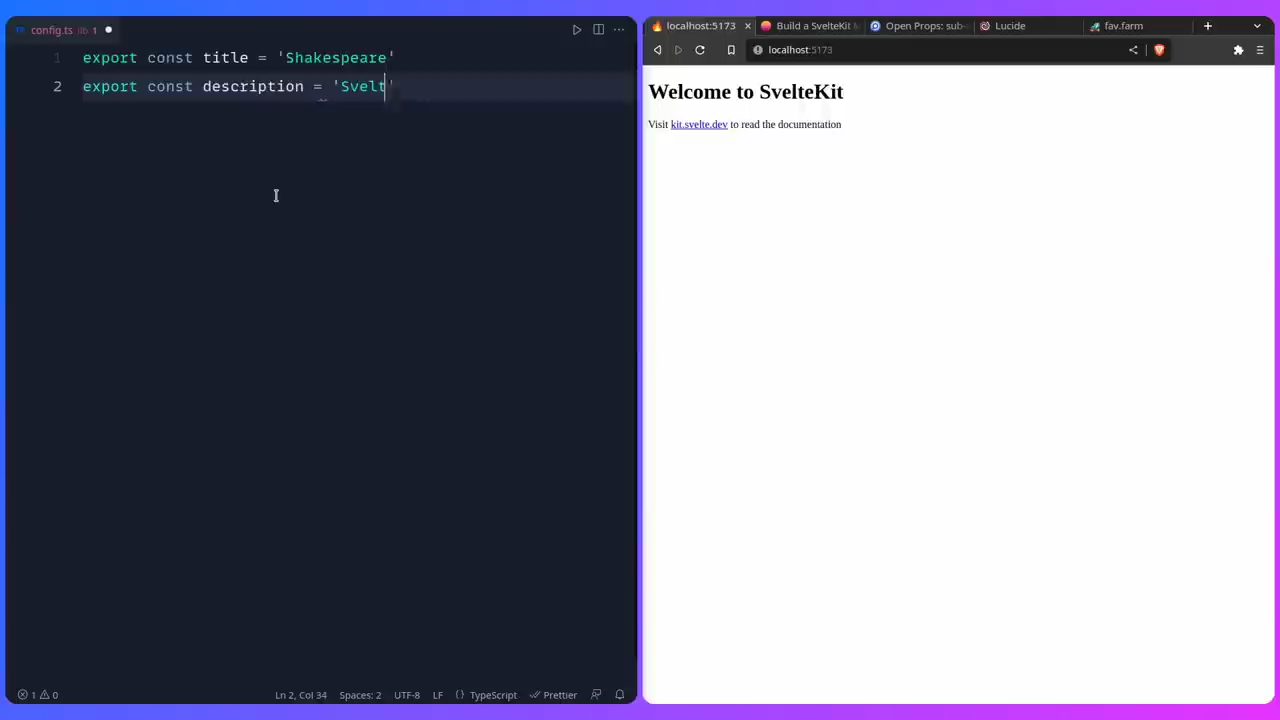 config.ts lib 1
export const title = 'Shakespeare'
export const description = 'Svelt'
1
2
1 0
Ln 2, Col 34 Spaces: 2 UTF-8 LF {} TypeScript Prettier
localhost:5173 Build a SvelteKit Open Props: sub- Lucide fav.farm
localhost:5173
Welcome to SvelteKit
Visit kit.svelte.dev to read the documentation